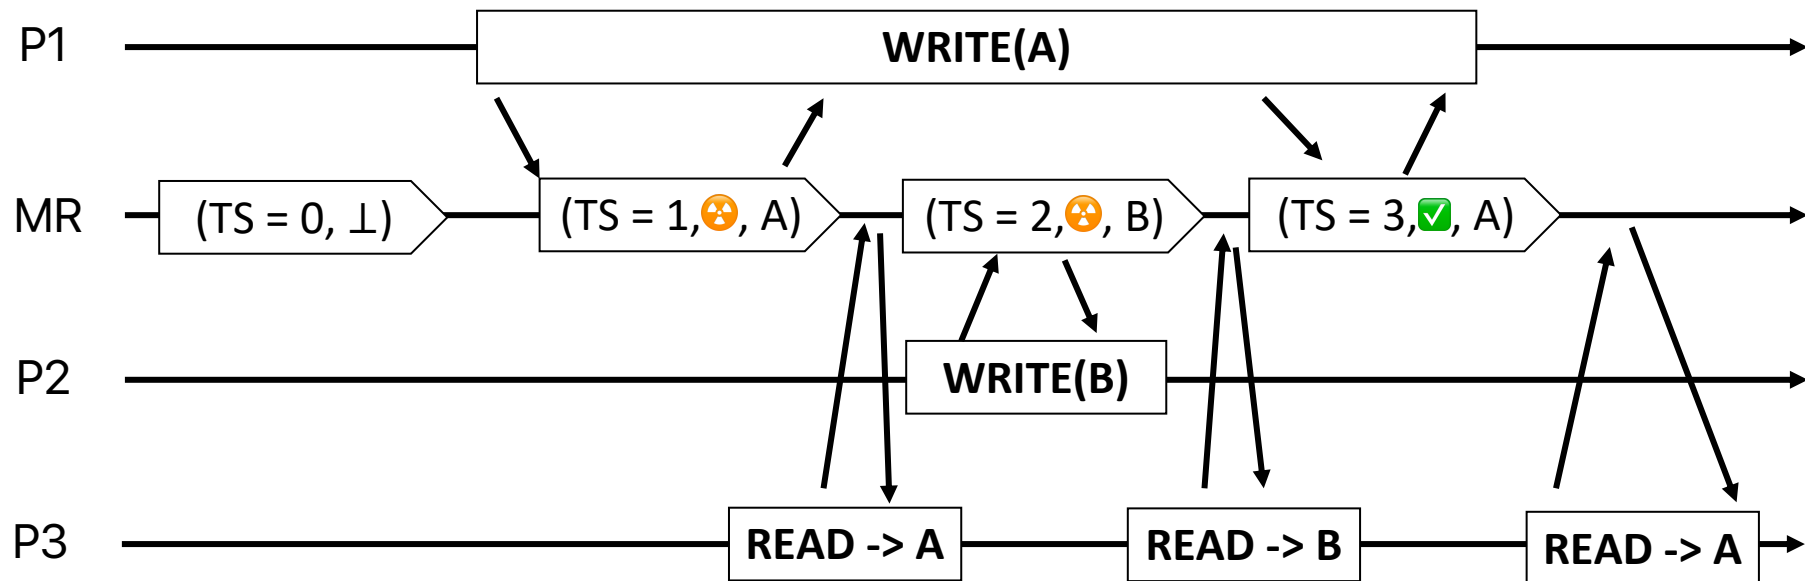 P1 WRITE(A)
MR (TS = 0, ⊥) (TS = 1,☢️, A) (TS = 2,☢️, B) (TS = 3,✅, A)
P2 WRITE(B)
P3 READ -> A READ -> B READ -> A